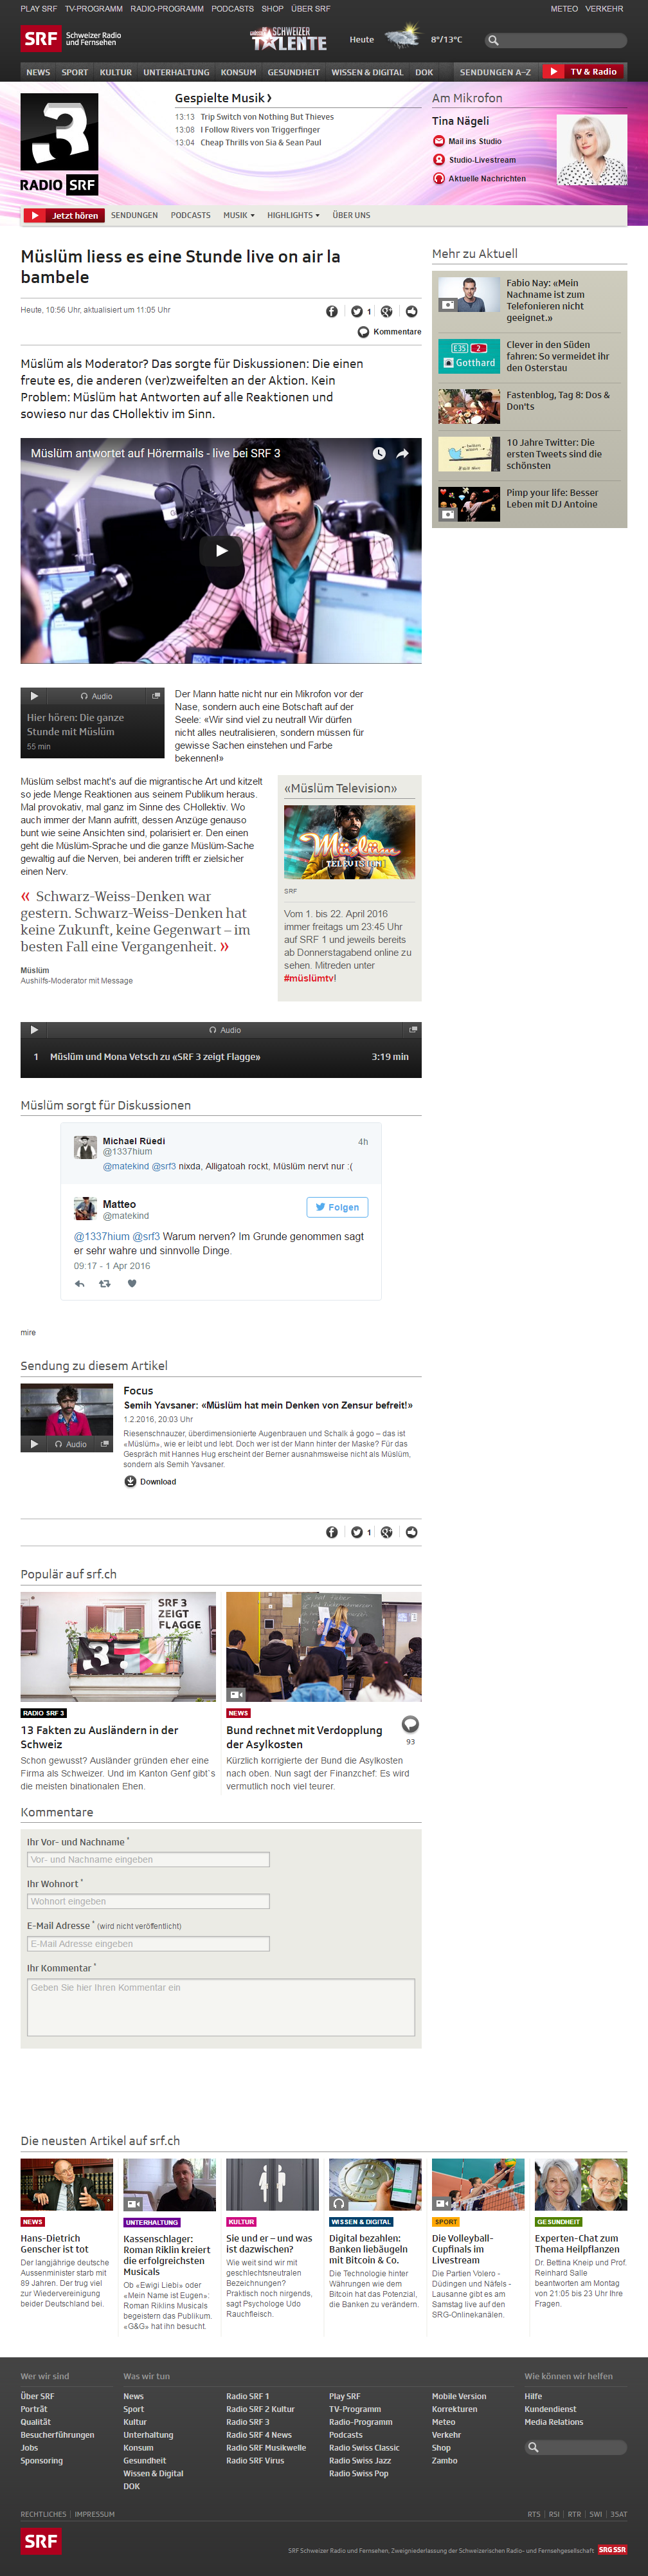 PLAY SRF TV-PROGRAMM RADIO-PROGRAMM PODCASTS SHOP ÜBER SRF METEO VERKEHR
SRF Schweizer Radio und Fernsehen
SCHWEIZER TALENTE
Heute 8°/13°C
NEWS SPORT KULTUR UNTERHALTUNG KONSUM GESUNDHEIT WISSEN & DIGITAL DOK SENDUNGEN A–Z TV & Radio
3
RADIO SRF
Gespielte Musik
13:13 Trip Switch von Nothing But Thieves
13:08 I Follow Rivers von Triggerfinger
13:04 Cheap Thrills von Sia & Sean Paul
Am Mikrofon
Tina Nägeli
Mail ins Studio
Studio-Livestream
Aktuelle Nachrichten
Jetzt hören SENDUNGEN PODCASTS MUSIK HIGHLIGHTS ÜBER UNS
Müslüm liess es eine Stunde live on air la
bambele
Heute, 10:56 Uhr, aktualisiert um 11:05 Uhr
1
Kommentare
Müslüm als Moderator? Das sorgte für Diskussionen: Die einen
freute es, die anderen (ver)zweifelten an der Aktion. Kein
Problem: Müslüm hat Antworten auf alle Reaktionen und
sowieso nur das CHollektiv im Sinn.
Müslüm antwortet auf Hörermails - live bei SRF 3
Audio
Hier hören: Die ganze
Stunde mit Müslüm
55 min
Der Mann hatte nicht nur ein Mikrofon vor der
Nase, sondern auch eine Botschaft auf der
Seele: «Wir sind viel zu neutral! Wir dürfen
nicht alles neutralisieren, sondern müssen für
gewisse Sachen einstehen und Farbe
bekennen!»
Müslüm selbst macht's auf die migrantische Art und kitzelt
so jede Menge Reaktionen aus seinem Publikum heraus.
Mal provokativ, mal ganz im Sinne des CHollektiv. Wo
auch immer der Mann auftritt, dessen Anzüge genauso
bunt wie seine Ansichten sind, polarisiert er. Den einen
geht die Müslüm-Sprache und die ganze Müslüm-Sache
gewaltig auf die Nerven, bei anderen trifft er zielsicher
einen Nerv.
« Schwarz-Weiss-Denken war
gestern. Schwarz-Weiss-Denken hat
keine Zukunft, keine Gegenwart – im
besten Fall eine Vergangenheit. »
Müslüm
Aushilfs-Moderator mit Message
«Müslüm Television»
Müslüm
TELEVISION
SRF
Vom 1. bis 22. April 2016
immer freitags um 23:45 Uhr
auf SRF 1 und jeweils bereits
ab Donnerstagabend online zu
sehen. Mitreden unter
#müslümtv!
Audio
1 Müslüm und Mona Vetsch zu «SRF 3 zeigt Flagge» 3:19 min
Müslüm sorgt für Diskussionen
Michael Rüedi 4h
@1337hium
@matekind @srf3 nixda, Alligatoah rockt, Müslüm nervt nur :(
Matteo Folgen
@matekind
@1337hium @srf3 Warum nerven? Im Grunde genommen sagt
er sehr wahre und sinnvolle Dinge.
09:17 - 1 Apr 2016
mire
Sendung zu diesem Artikel
Audio
Focus
Semih Yavsaner: «Müslüm hat mein Denken von Zensur befreit!»
1.2.2016, 20:03 Uhr
Riesenschnauzer, überdimensionierte Augenbrauen und Schalk á gogo – das ist
«Müslüm», wie er leibt und lebt. Doch wer ist der Mann hinter der Maske? Für das
Gespräch mit Hannes Hug erscheint der Berner ausnahmsweise nicht als Müslüm,
sondern als Semih Yavsaner.
Download
1
Mehr zu Aktuell
Fabio Nay: «Mein
Nachname ist zum
Telefonieren nicht
geeignet.»
E35 2
Gotthard
Clever in den Süden
fahren: So vermeidet ihr
den Osterstau
Fastenblog, Tag 8: Dos &
Don'ts
10 Jahre Twitter: Die
ersten Tweets sind die
schönsten
Pimp your life: Besser
Leben mit DJ Antoine
Populär auf srf.ch
SRF 3
ZEIGT
FLAGGE
RADIO SRF 3
13 Fakten zu Ausländern in der
Schweiz
Schon gewusst? Ausländer gründen eher eine
Firma als Schweizer. Und im Kanton Genf gibt`s
die meisten binationalen Ehen.
NEWS
Bund rechnet mit Verdopplung
der Asylkosten
93
Kürzlich korrigierte der Bund die Asylkosten
nach oben. Nun sagt der Finanzchef: Es wird
vermutlich noch viel teurer.
Kommentare
Ihr Vor- und Nachname *
Vor- und Nachname eingeben
Ihr Wohnort *
Wohnort eingeben
E-Mail Adresse * (wird nicht veröffentlicht)
E-Mail Adresse eingeben
Ihr Kommentar *
Geben Sie hier Ihren Kommentar ein
Die neusten Artikel auf srf.ch
NEWS
Hans-Dietrich
Genscher ist tot
Der langjährige deutsche
Aussenminister starb mit
89 Jahren. Der trug viel
zur Wiedervereinigung
beider Deutschland bei.
UNTERHALTUNG
Kassenschlager:
Roman Riklin kreiert
die erfolgreichsten
Musicals
Ob «Ewigi Liebi» oder
«Mein Name ist Eugen»:
Roman Riklins Musicals
begeistern das Publikum.
«G&G» hat ihn besucht.
KULTUR
Sie und er – und was
ist dazwischen?
Wie weit sind wir mit
geschlechtsneutralen
Bezeichnungen?
Praktisch noch nirgends,
sagt Psychologe Udo
Rauchfleisch.
WISSEN & DIGITAL
Digital bezahlen:
Banken liebäugeln
mit Bitcoin & Co.
Die Technologie hinter
Währungen wie dem
Bitcoin hat das Potenzial,
die Banken zu verändern.
SPORT
Die Volleyball-
Cupfinals im
Livestream
Die Partien Volero -
Düdingen und Näfels -
Lausanne gibt es am
Samstag live auf den
SRG-Onlinekanälen.
GESUNDHEIT
Experten-Chat zum
Thema Heilpflanzen
Dr. Bettina Kneip und Prof.
Reinhard Saller
beantworten am Montag
von 21:05 bis 23 Uhr Ihre
Fragen.
Wer wir sind
Über SRF
Porträt
Qualität
Besucherführungen
Jobs
Sponsoring
Was wir tun
News
Sport
Kultur
Unterhaltung
Konsum
Gesundheit
Wissen & Digital
DOK
Radio SRF 1
Radio SRF 2 Kultur
Radio SRF 3
Radio SRF 4 News
Radio SRF Musikwelle
Radio SRF Virus
Play SRF
TV-Programm
Radio-Programm
Podcasts
Radio Swiss Classic
Radio Swiss Jazz
Radio Swiss Pop
Mobile Version
Korrekturen
Meteo
Verkehr
Shop
Zambo
Wie können wir helfen
Hilfe
Kundendienst
Media Relations
RECHTLICHES IMPRESSUM RTS RSI RTR SWI 3SAT
SRF
SRF Schweizer Radio und Fernsehen, Zweigniederlassung der Schweizerischen Radio- und Fernsehgesellschaft SRG SSR